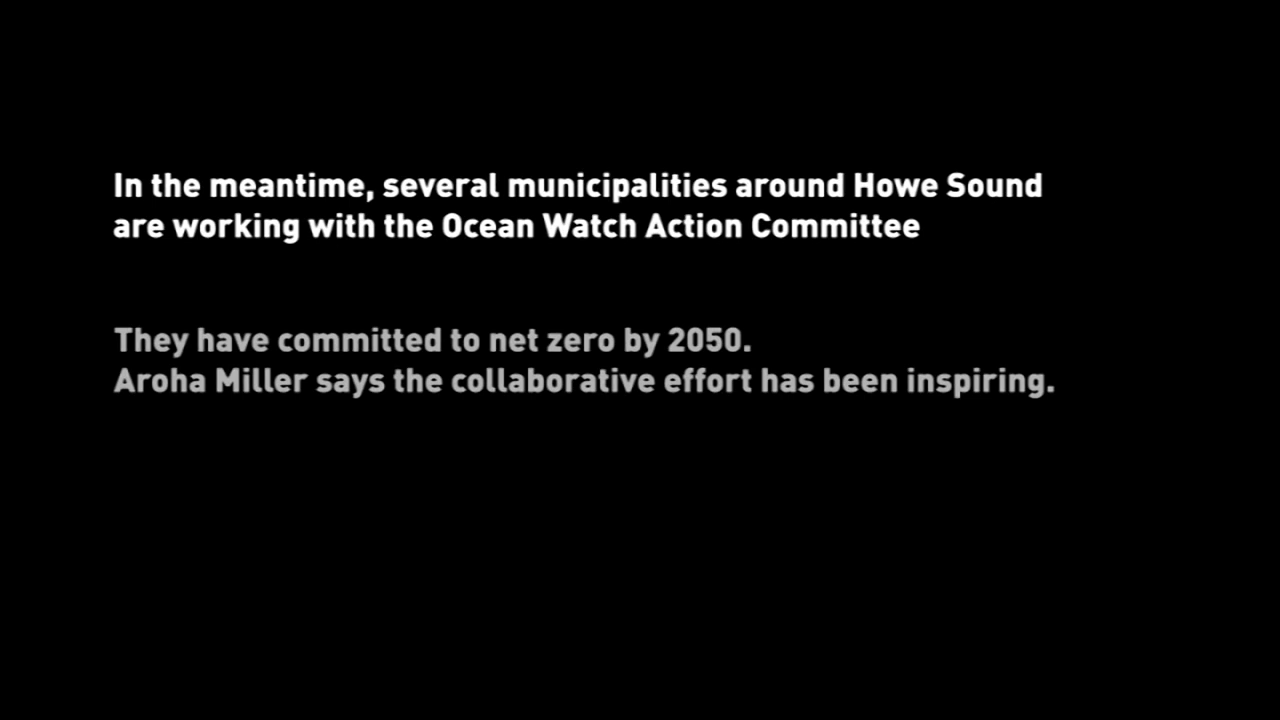 In the meantime, several municipalities around Howe Sound
are working with the Ocean Watch Action Committee
They have committed to net zero by 2050.
Aroha Miller says the collaborative effort has been inspiring.